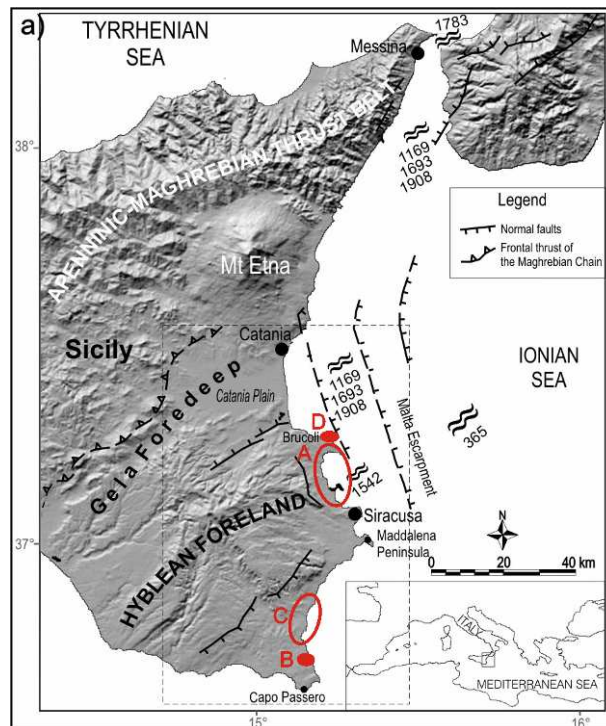 a)
TYRRHENIAN
SEA
1783
Messina
38°
APENNINIC-MAGHREBIAN THRUST BELT
1169
1693
1908
Legend
Normal faults
Frontal thrust of
the Maghrebian Chain
Mt Etna
Catania
Sicily
Catania Plain
Gela Foredeep
IONIAN
SEA
1169
1693
1908
Malta Escarpment
365
D
Brucoli
A
1542
Siracusa
Maddalena
Peninsula
37°
HYBLEAN FORELAND
N
0 20 40
km
C
B
Capo Passero
ITALY
MEDITERRANEAN SEA
15°
16°